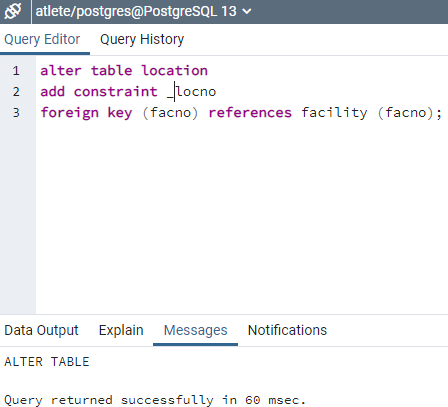 atlete/postgres@PostgreSQL 13
Query Editor Query History
1 alter table location
2 add constraint _locno
3 foreign key (facno) references facility (facno);
Data Output Explain Messages Notifications
ALTER TABLE
Query returned successfully in 60 msec.